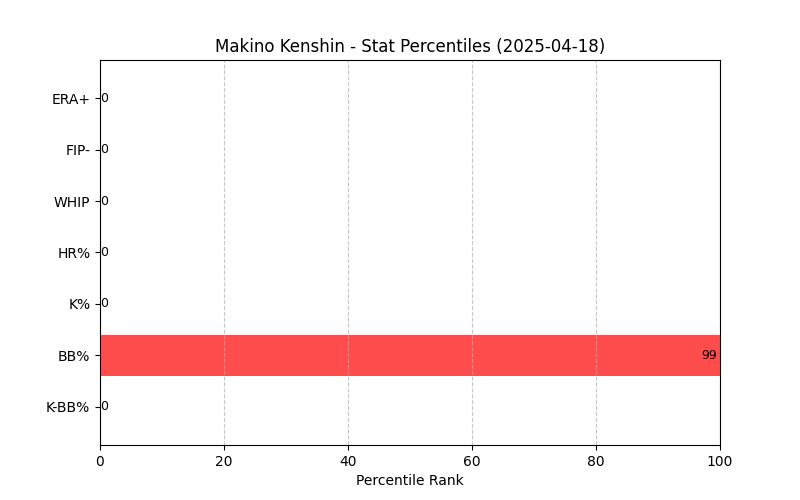 Makino Kenshin - Stat Percentiles (2025-04-18)
ERA+ 0
FIP- 0
WHIP 0
HR% 0
K% 0
BB% 99
K-BB% 0
0 20 40 60 80 100
Percentile Rank